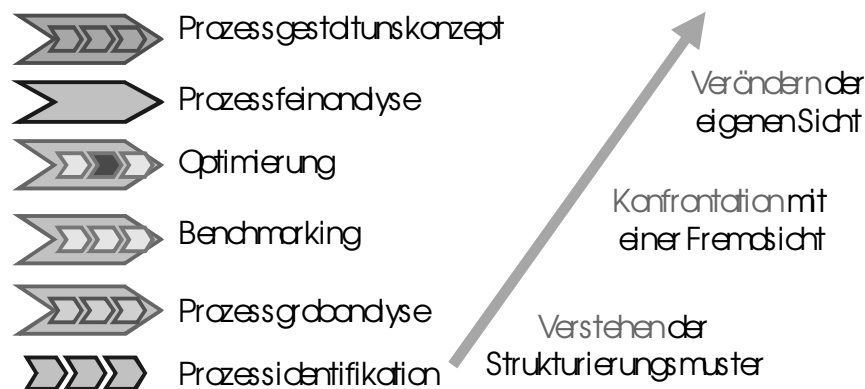 Prozessgestaltunskonzept
Prozessfeinanalyse
Optimierung
Benchmarking
Prozessgrobanalyse
Prozessidentifikation
Verändern der
eigenen Sicht
Konfrontation mit
einer Fremdsicht
Verstehen der
Strukturierungsmuster